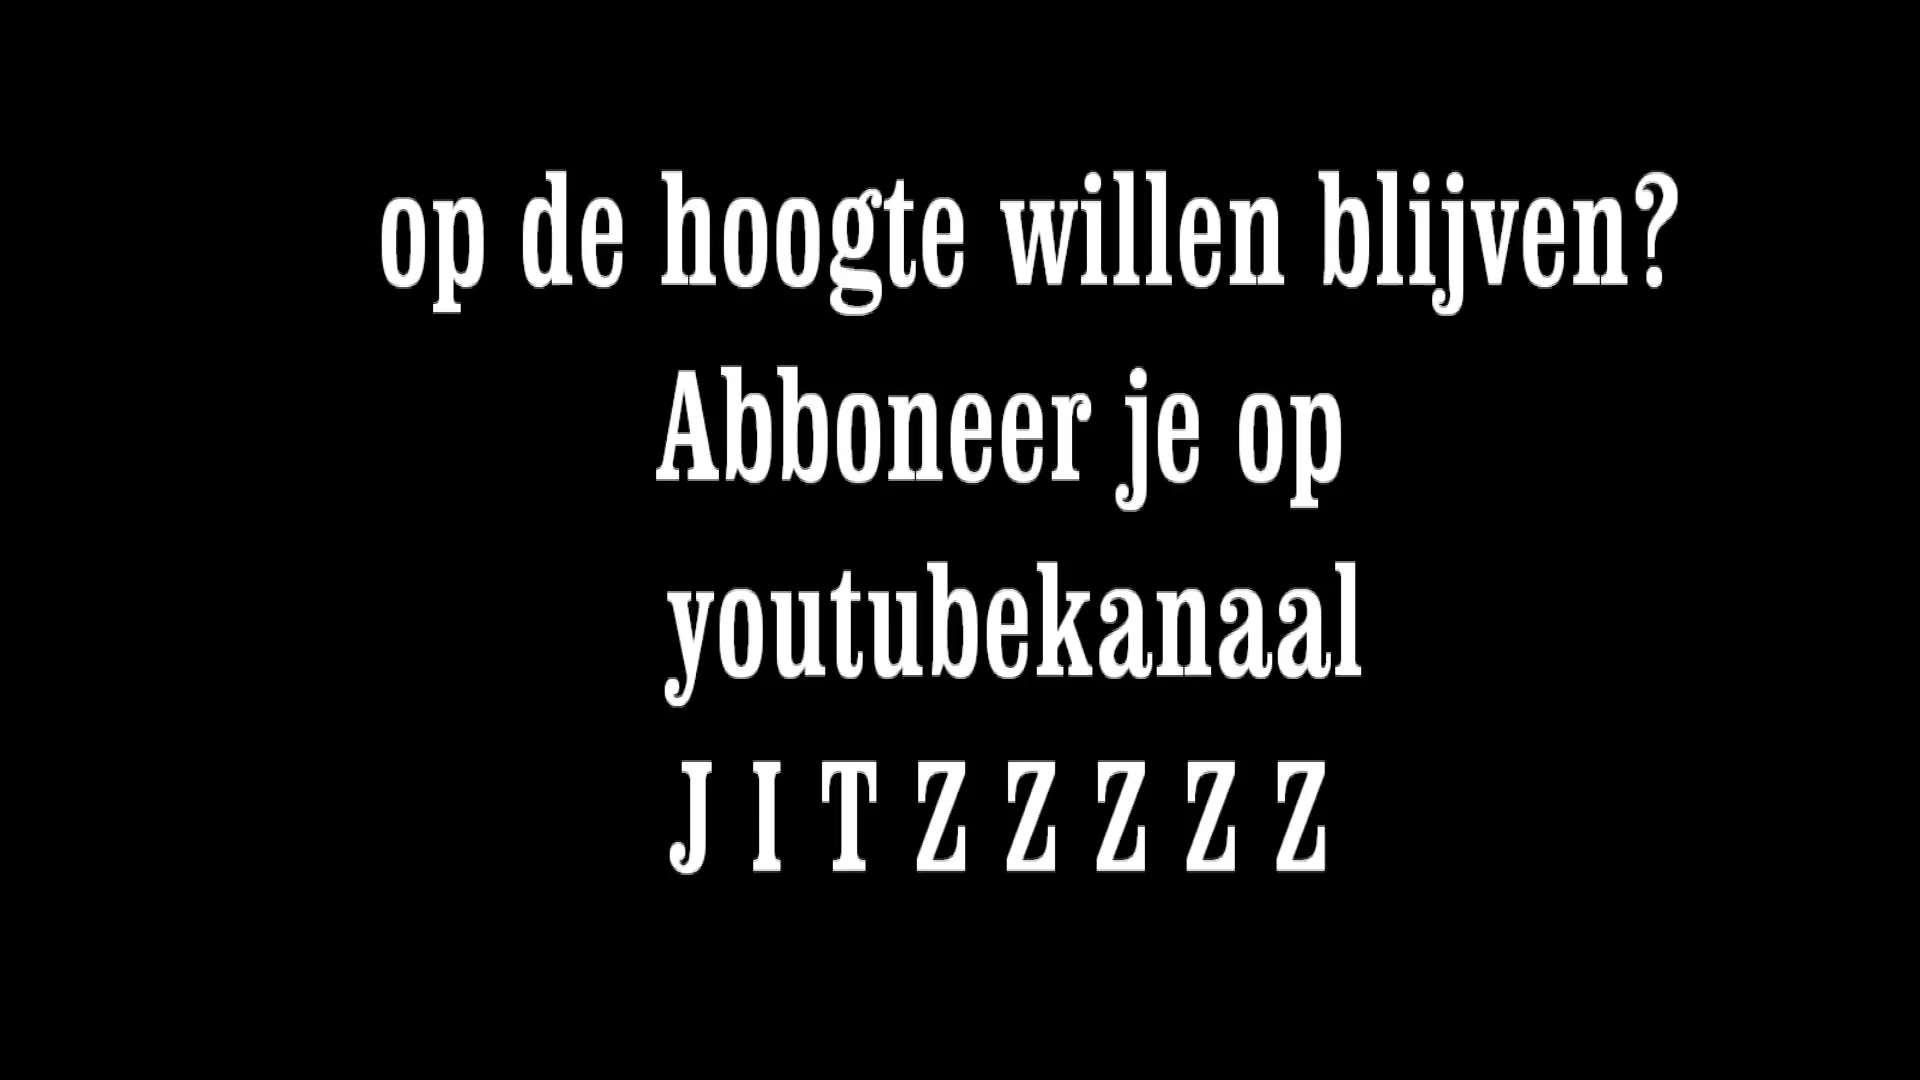 op de hoogte willen blijven?
Abboneer je op
youtubekanaal
J I T Z Z Z Z Z